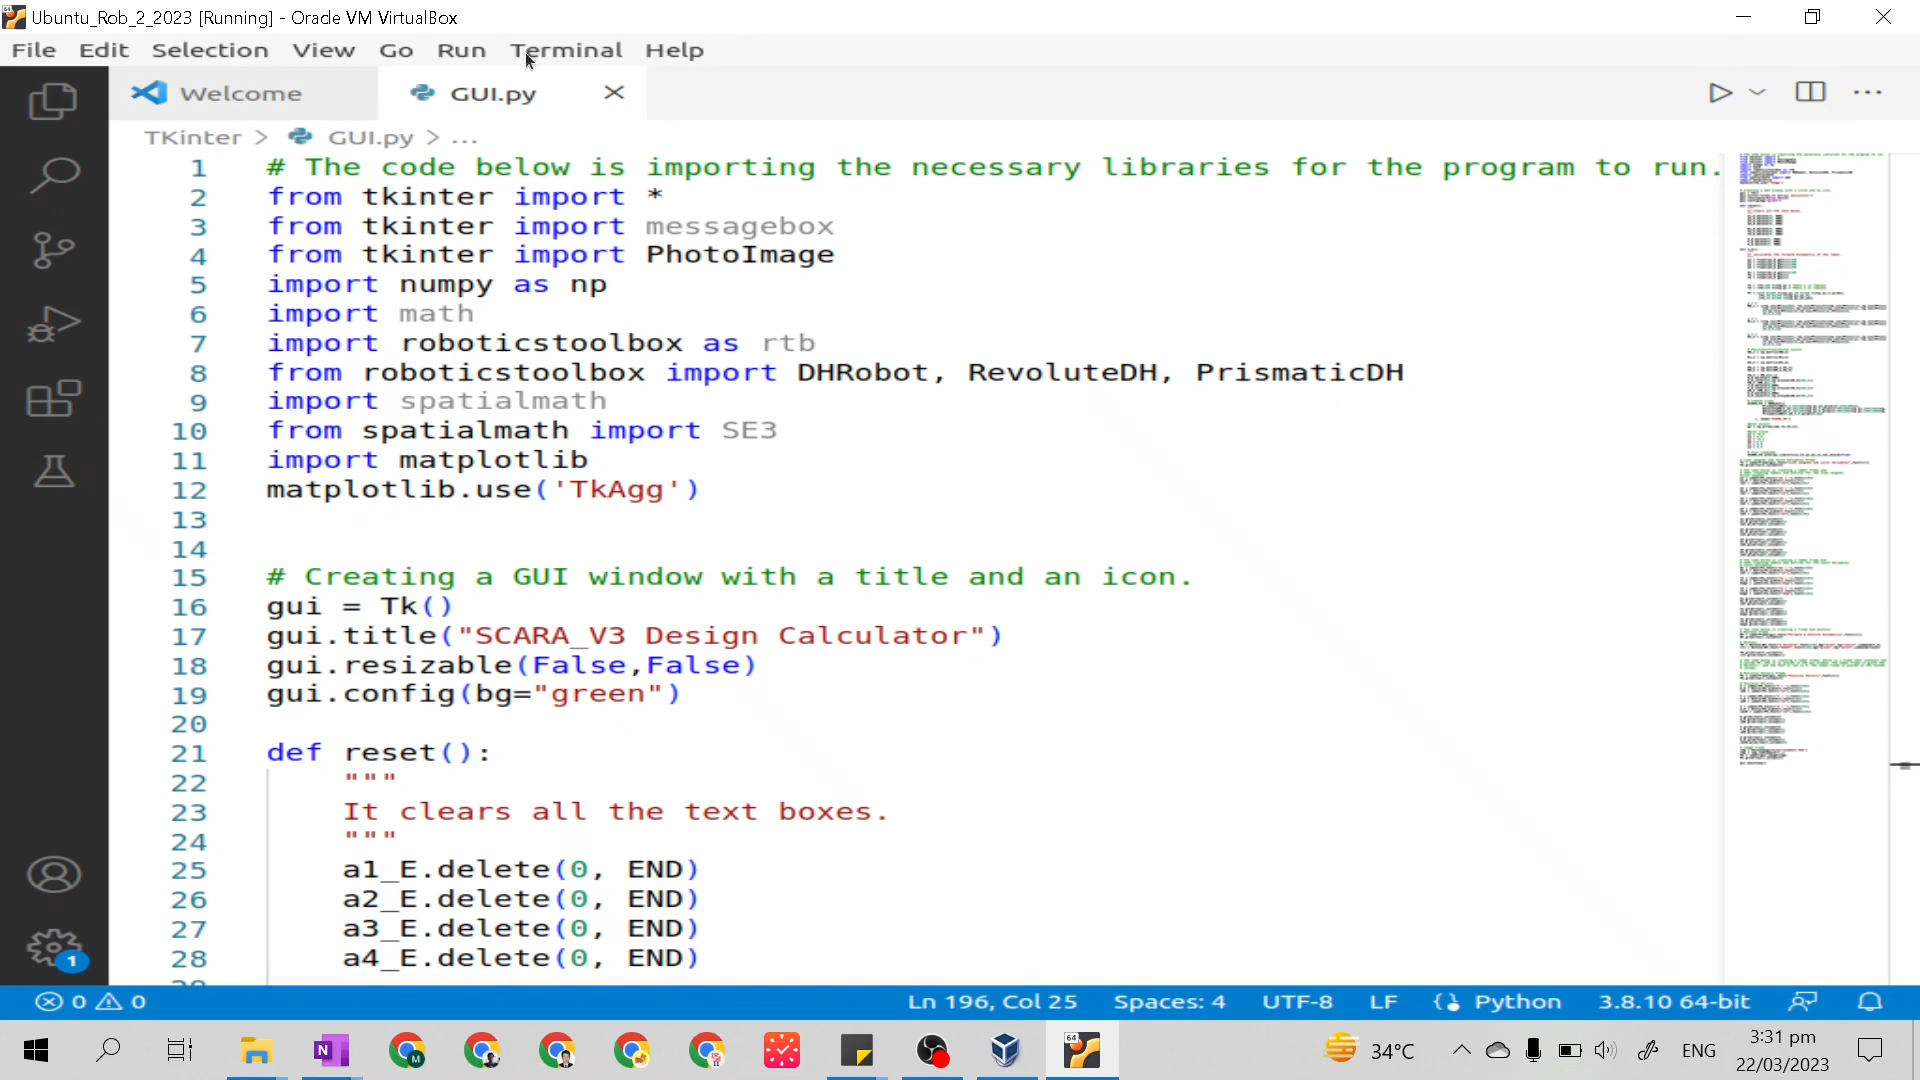 Ubuntu_Rob_2_2023 [Running] - Oracle VM VirtualBox
File Edit Selection View Go Run Terminal Help
Welcome GUI.py
TKinter > GUI.py > ...
1 # The code below is importing the necessary libraries for the program to run.
2 from tkinter import *
3 from tkinter import messagebox
4 from tkinter import PhotoImage
5 import numpy as np
6 import math
7 import roboticstoolbox as rtb
8 from roboticstoolbox import DHRobot, RevoluteDH, PrismaticDH
9 import spatialmath
10 from spatialmath import SE3
11 import matplotlib
12 matplotlib.use('TkAgg')
13
14
15 # Creating a GUI window with a title and an icon.
16 gui = Tk()
17 gui.title("SCARA_V3 Design Calculator")
18 gui.resizable(False,False)
19 gui.config(bg="green")
20
21 def reset():
22 """
23 It clears all the text boxes.
24 """
25 a1_E.delete(0, END)
26 a2_E.delete(0, END)
27 a3_E.delete(0, END)
28 a4_E.delete(0, END)
1
0 0 Ln 196, Col 25 Spaces: 4 UTF-8 LF Python 3.8.10 64-bit
34°C ENG 3:31 pm
22/03/2023